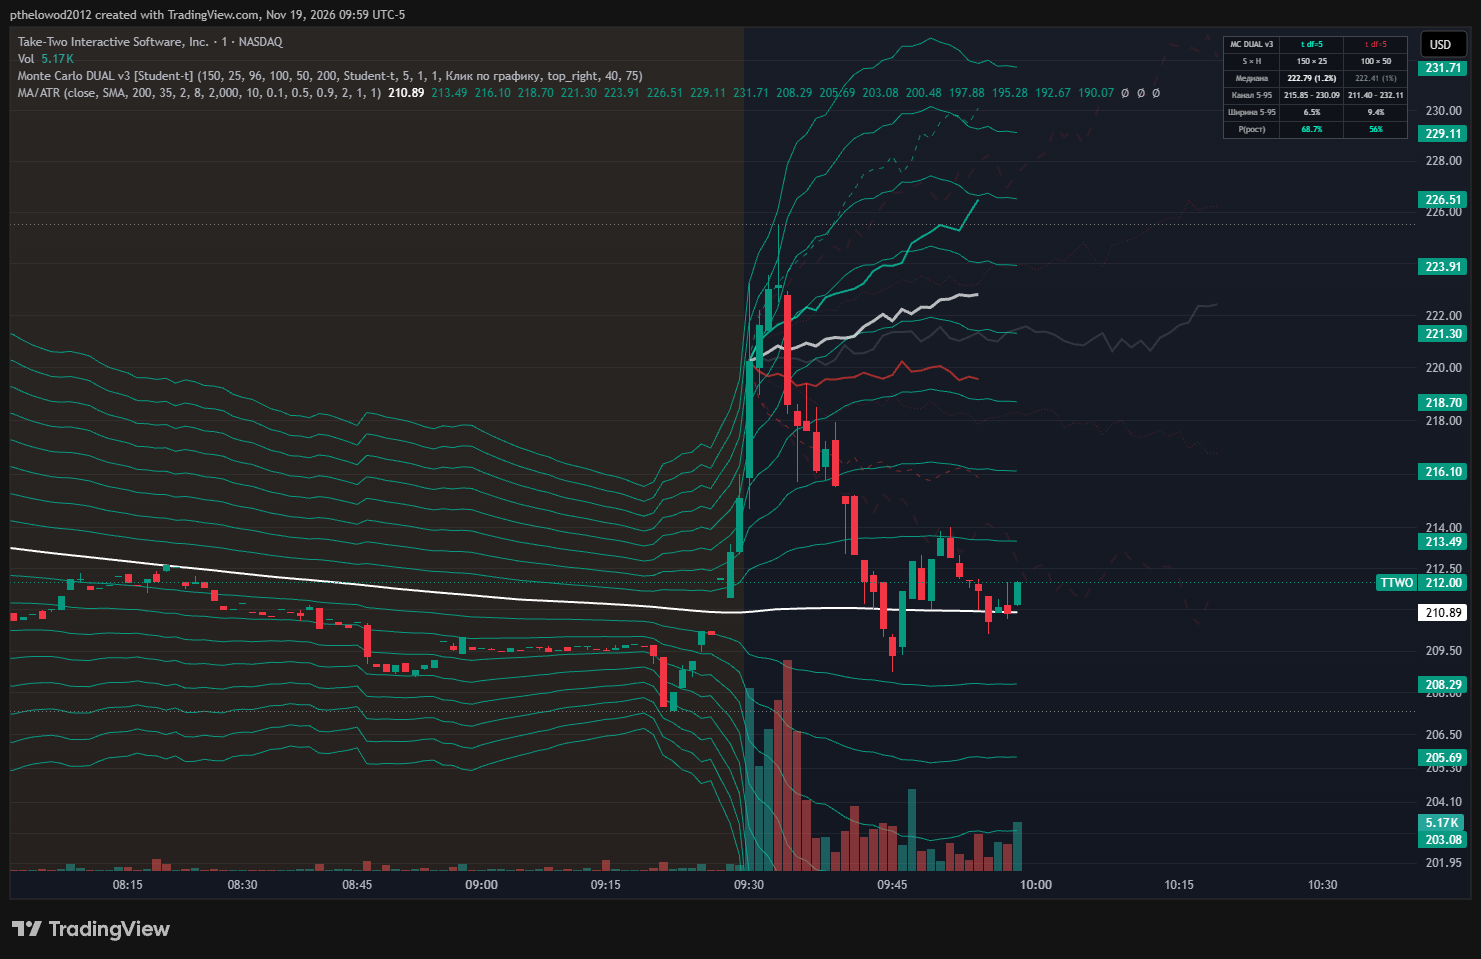 pthelowod2012 created with TradingView.com, Nov 19, 2026 09:59 UTC-5
Take-Two Interactive Software, Inc. · 1 · NASDAQ
Vol 5.17 K
Monte Carlo DUAL v3 [Student-t] (150, 25, 96, 100, 50, 200, Student-t, 5, 1, 1, Клик по графику, top_right, 40, 75)
MA/ATR (close, SMA, 200, 35, 2, 8, 2,000, 10, 0.1, 0.5, 0.9, 2, 1, 1) 210.89 213.49 216.10 218.70 221.30 223.91 226.51 229.11 231.71 208.29 205.69 203.08 200.48 197.88 195.28 192.67 190.07 Ø Ø Ø
MC DUAL v3 t df=5 t df=5
S × H 150 × 25 100 × 50
Медиана 222.79 (1.2%) 222.41 (1%)
Канал 5-95 215.85 - 230.09 211.40 - 232.11
Ширина 5-95 6.5% 9.4%
P(рост) 68.7% 56%
USD
231.71
230.00
229.11
228.00
226.51
226.00
223.91
222.00
221.30
220.00
218.70
218.00
216.10
214.00
213.49
212.50
TTWO 212.00
210.89
209.50
208.29
208.00
206.50
205.69
205.30
204.10
5.17 K
203.08
201.95
08:15 08:30 08:45 09:00 09:15 09:30 09:45 10:00 10:15 10:30
TradingView